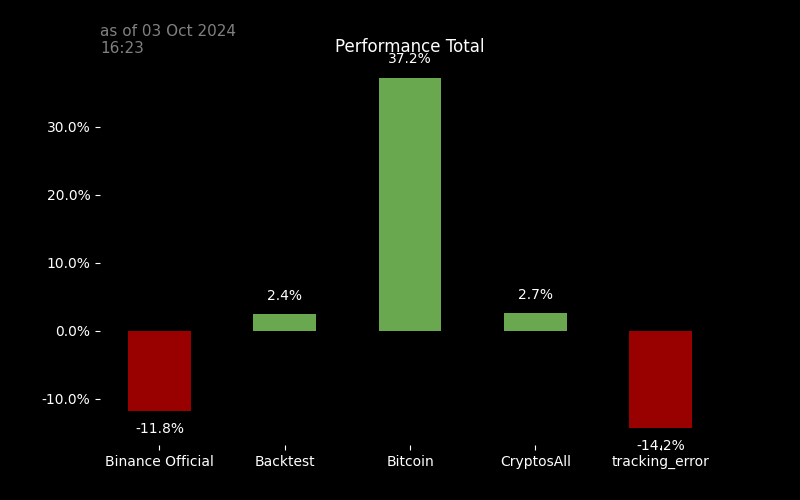 as of 03 Oct 2024
16:23
Performance Total
37.2%
30.0%
20.0%
10.0%
2.4%
2.7%
0.0%
-10.0%
-11.8%
-14.2%
Binance Official
Backtest
Bitcoin
CryptosAll
tracking_error